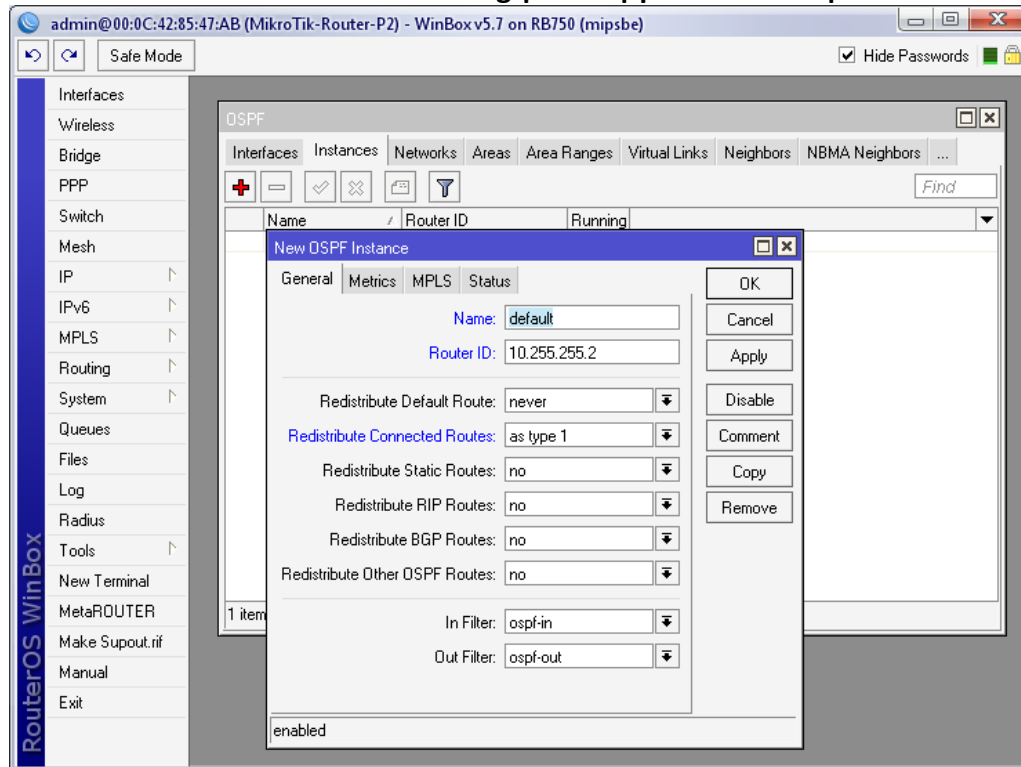 admin@00:0C:42:85:47:AB (MikroTik-Router-P2) - WinBox v5.7 on RB750 (mipsbe)
Safe Mode
Hide Passwords
Interfaces
Wireless
Bridge
PPP
Switch
Mesh
IP
IPv6
MPLS
Routing
System
Queues
Files
Log
Radius
Tools
New Terminal
MetaROUTER
Make Supout.rif
Manual
Exit
RouterOS WinBox
OSPF
Interfaces Instances Networks Areas Area Ranges Virtual Links Neighbors NBMA Neighbors ...
Find
Name / Router ID Running
1 item
New OSPF Instance
General Metrics MPLS Status
Name: default
Router ID: 10.255.255.2
Redistribute Default Route: never
Redistribute Connected Routes: as type 1
Redistribute Static Routes: no
Redistribute RIP Routes: no
Redistribute BGP Routes: no
Redistribute Other OSPF Routes: no
In Filter: ospf-in
Out Filter: ospf-out
OK
Cancel
Apply
Disable
Comment
Copy
Remove
enabled